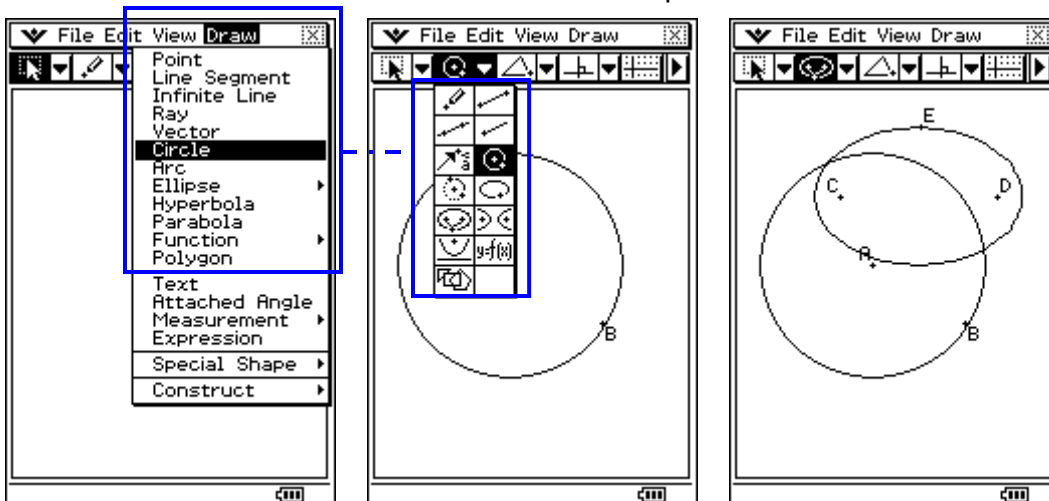 File Edit View Draw
Point
Line Segment
Infinite Line
Ray
Vector
Circle
Arc
Ellipse
Hyperbola
Parabola
Function
Polygon
Text
Attached Angle
Measurement
Expression
Special Shape
Construct
File Edit View Draw
y=f(x)
B
File Edit View Draw
E
C
D
A
B